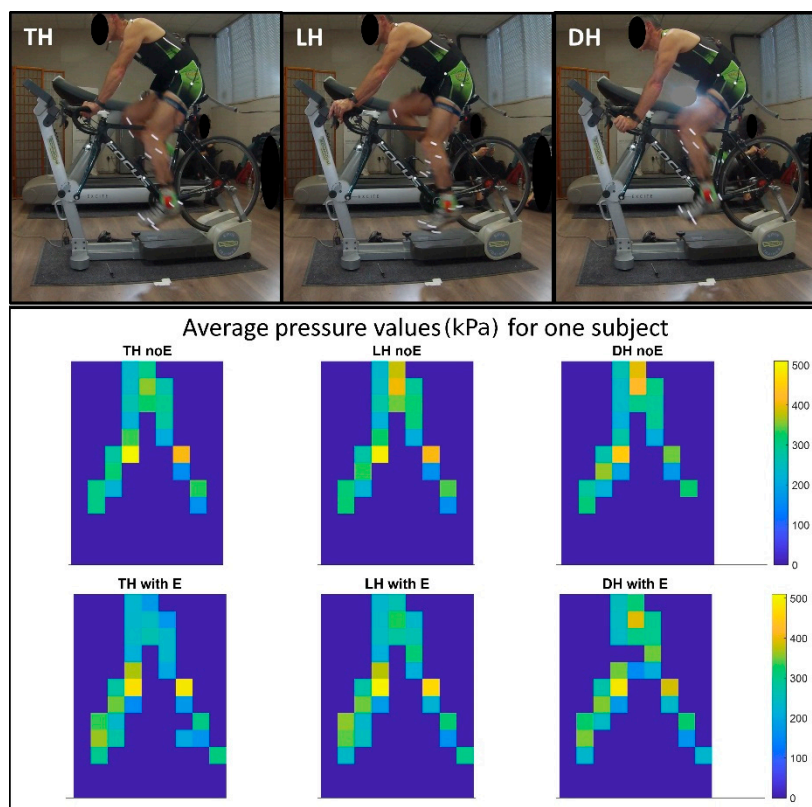 TH
LH
DH
FOCUS
Average pressure values (kPa) for one subject
TH noE
LH noE
DH noE
500
400
300
200
100
0
TH with E
LH with E
DH with E
500
400
300
200
100
0